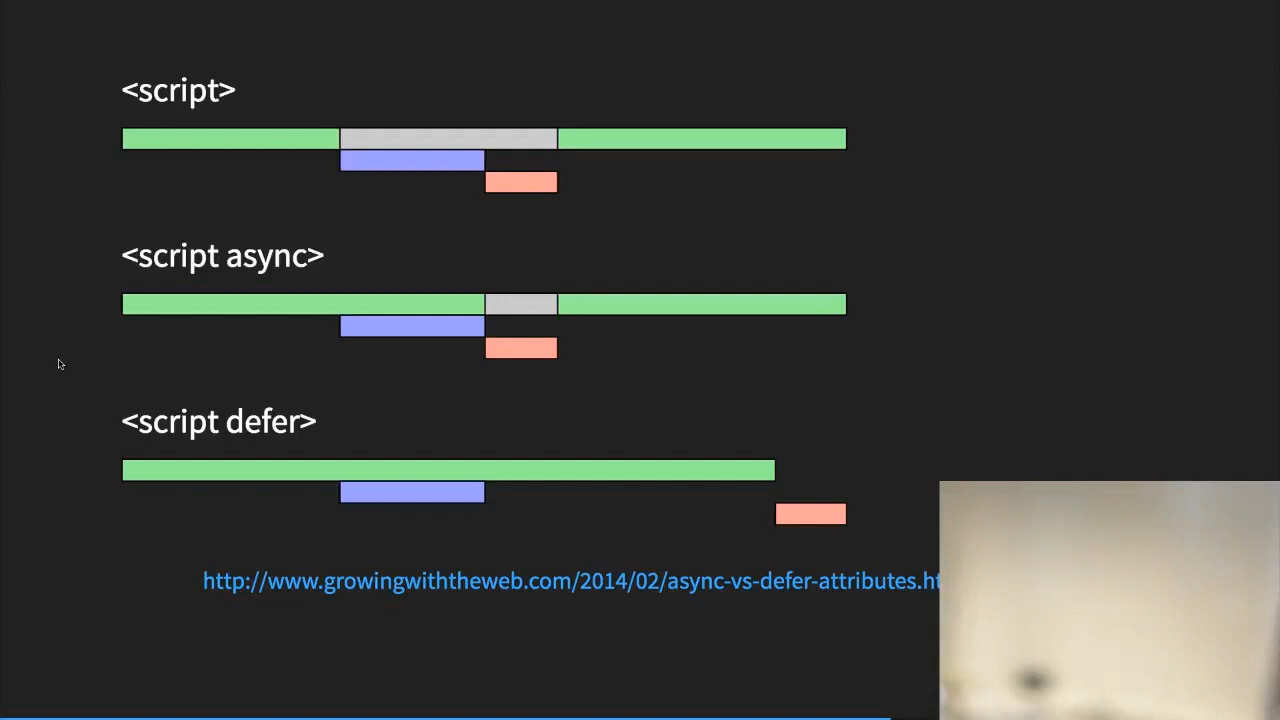 <script>
<script async>
<script defer>
http://www.growingwiththeweb.com/2014/02/async-vs-defer-attributes.ht